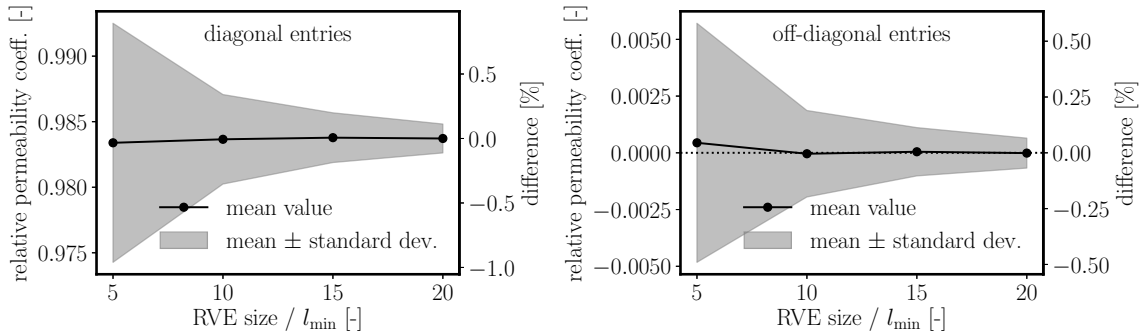 relative permeability coeff. [-]
0.990
0.985
0.980
0.975
diagonal entries
mean value
mean ± standard dev.
0.5
0.0
−0.5
−1.0
difference [%]
5
10
15
20
RVE size / lmin [-]
relative permeability coeff. [-]
0.0050
0.0025
0.0000
−0.0025
−0.0050
off-diagonal entries
mean value
mean ± standard dev.
0.50
0.25
0.00
−0.25
−0.50
difference [%]
5
10
15
20
RVE size / lmin [-]